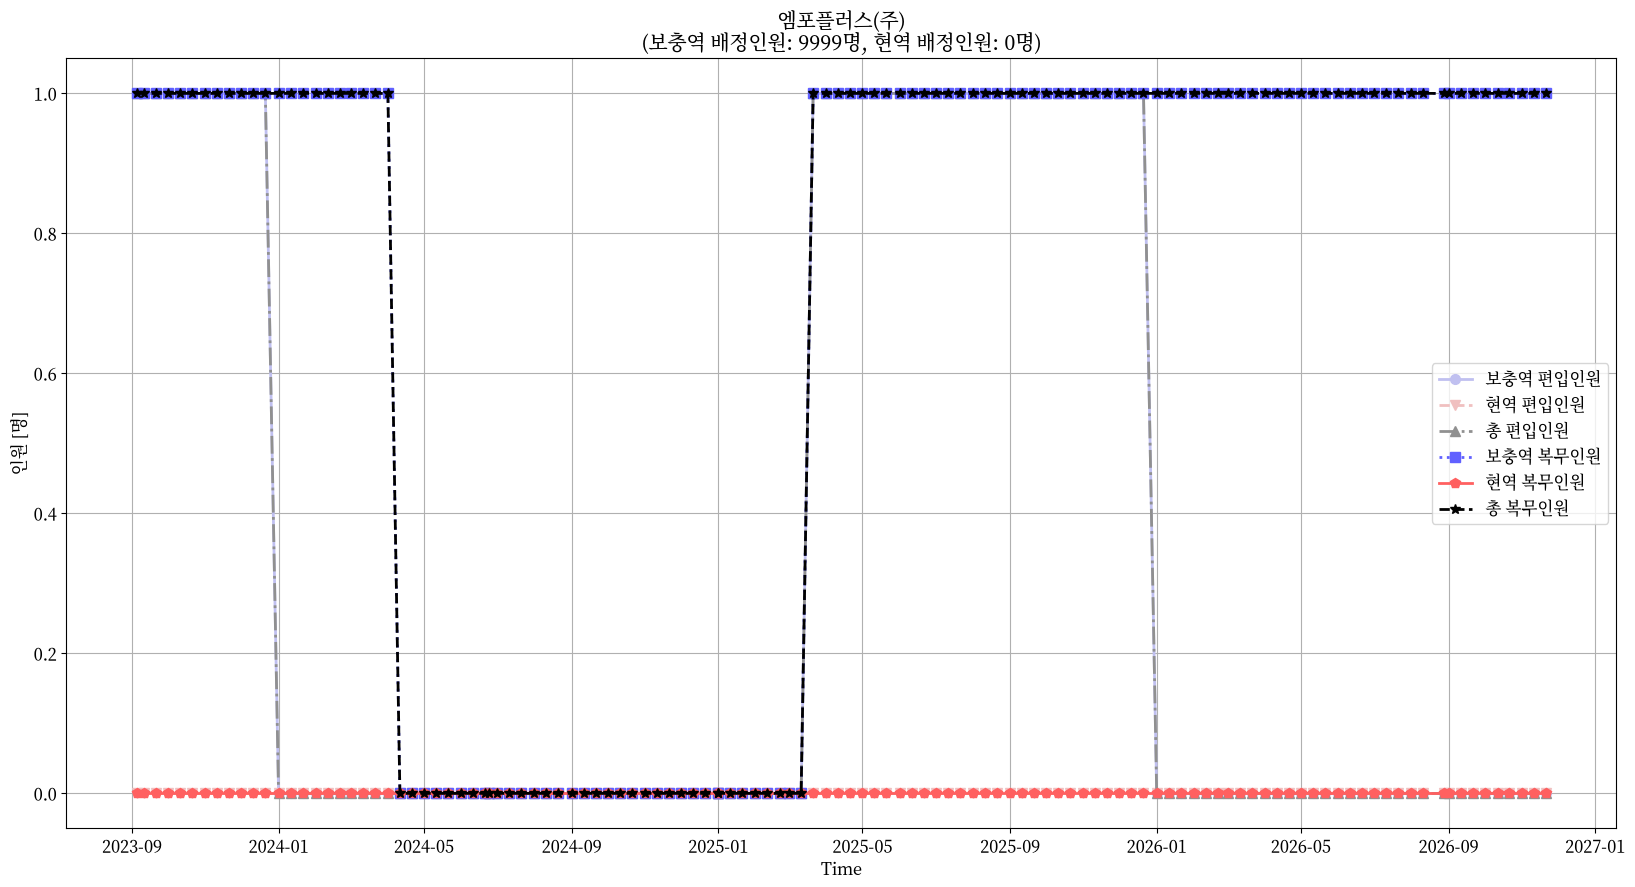 엠포플러스(주)
(보충역 배정인원: 9999명, 현역 배정인원: 0명)
인원 [명]
1.0
0.8
0.6
0.4
0.2
0.0
보충역 편입인원
현역 편입인원
총 편입인원
보충역 복무인원
현역 복무인원
총 복무인원
2023-09
2024-01
2024-05
2024-09
2025-01
2025-05
2025-09
2026-01
2026-05
2026-09
2027-01
Time